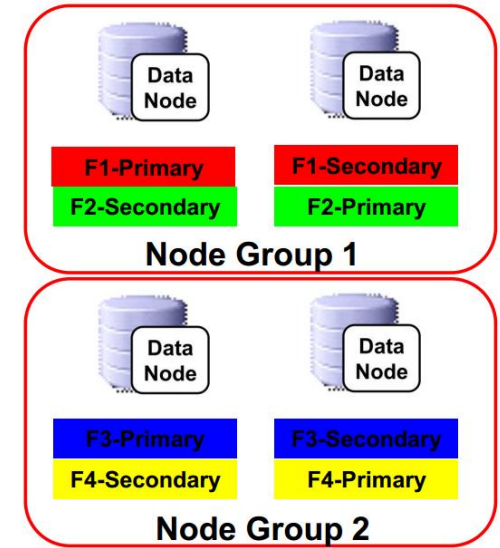 Data
Node
Data
Node
F1-Primary
F1-Secondary
F2-Secondary
F2-Primary
Node Group 1
Data
Node
Data
Node
F3-Primary
F3-Secondary
F4-Secondary
F4-Primary
Node Group 2